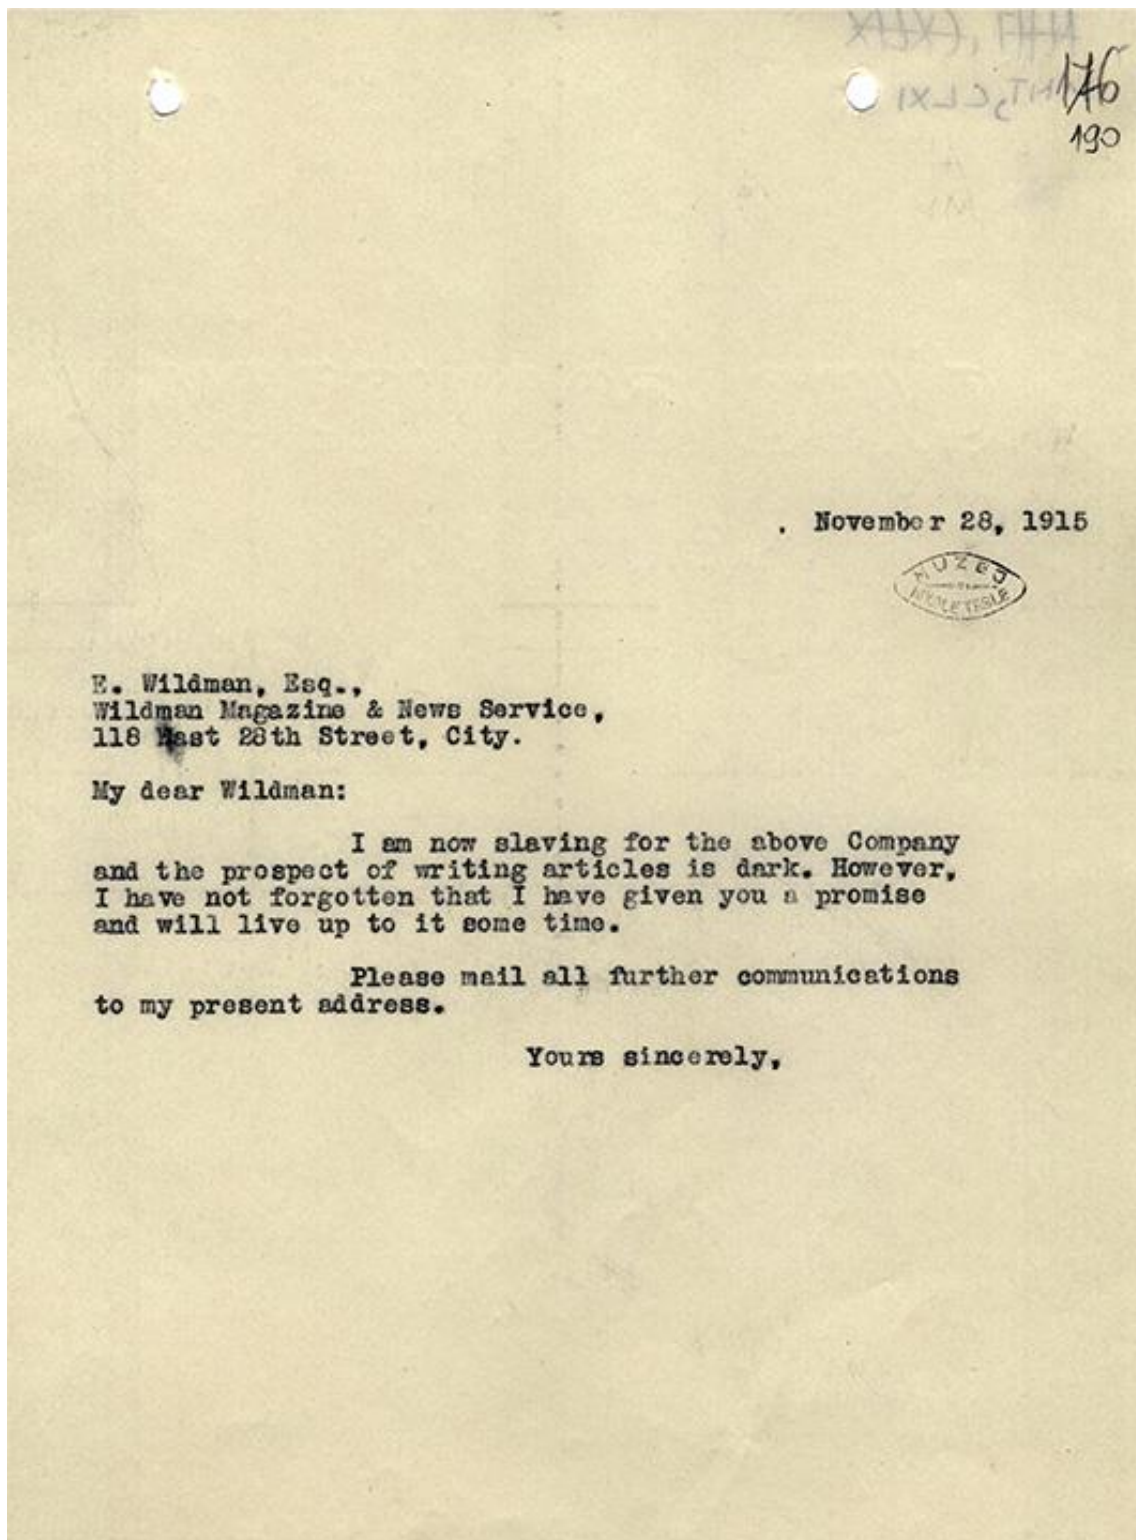 176
190
. November 28, 1915
MUZEJ
NIKOLE TESLE
E. Wildman, Esq.,
Wildman Magazine & News Service,
118 East 28th Street, City.
My dear Wildman:
I am now slaving for the above Company
and the prospect of writing articles is dark. However,
I have not forgotten that I have given you a promise
and will live up to it some time.
Please mail all further communications
to my present address.
Yours sincerely,